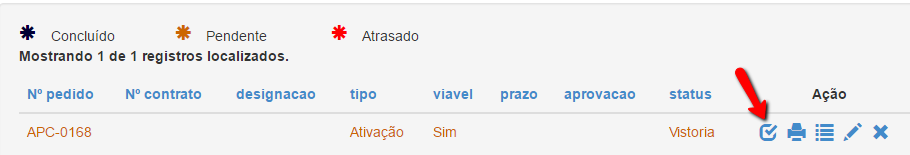 Concluído Pendente Atrasado
Mostrando 1 de 1 registros localizados.
Nº pedido Nº contrato designacao tipo viavel prazo aprovacao status Ação
APC-0168 Ativação Sim Vistoria